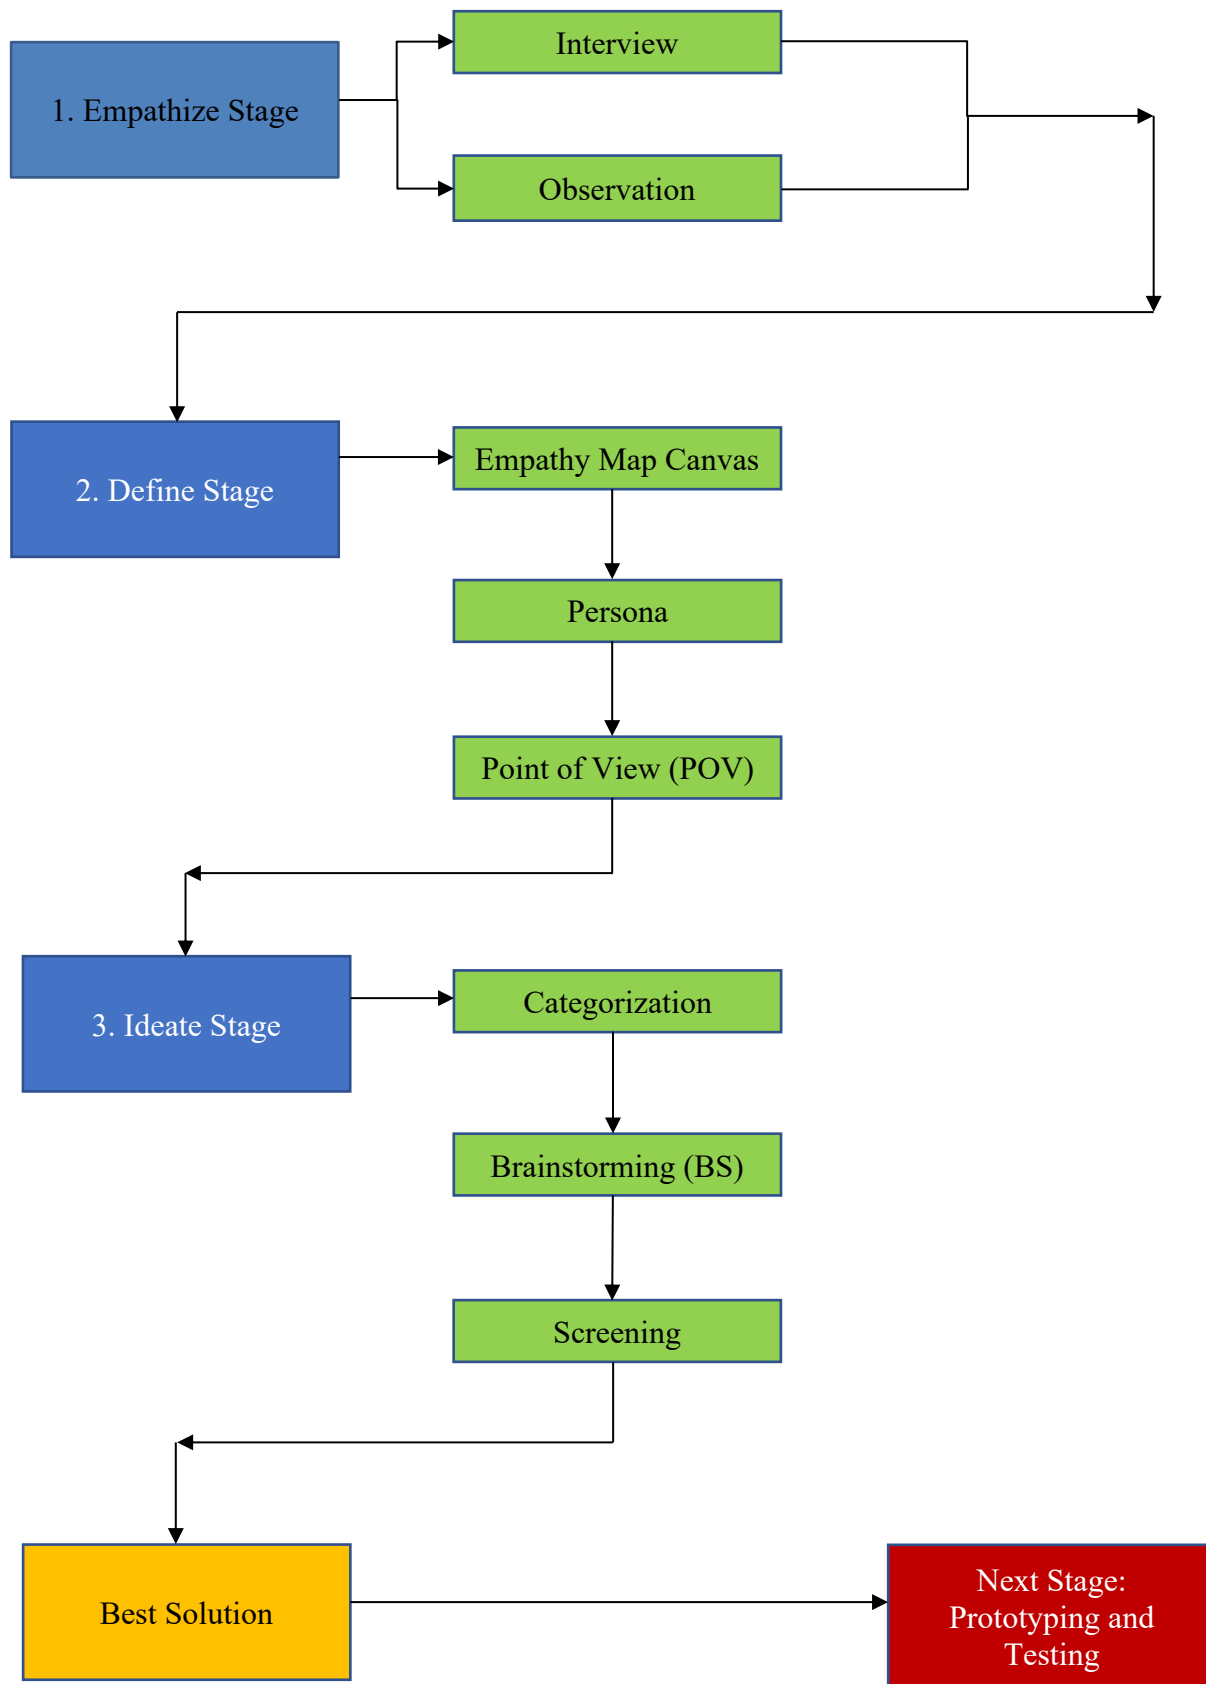 Interview
1. Empathize Stage
Observation
2. Define Stage
Empathy Map Canvas
Persona
Point of View (POV)
3. Ideate Stage
Categorization
Brainstorming (BS)
Screening
Best Solution
Next Stage:
Prototyping and
Testing